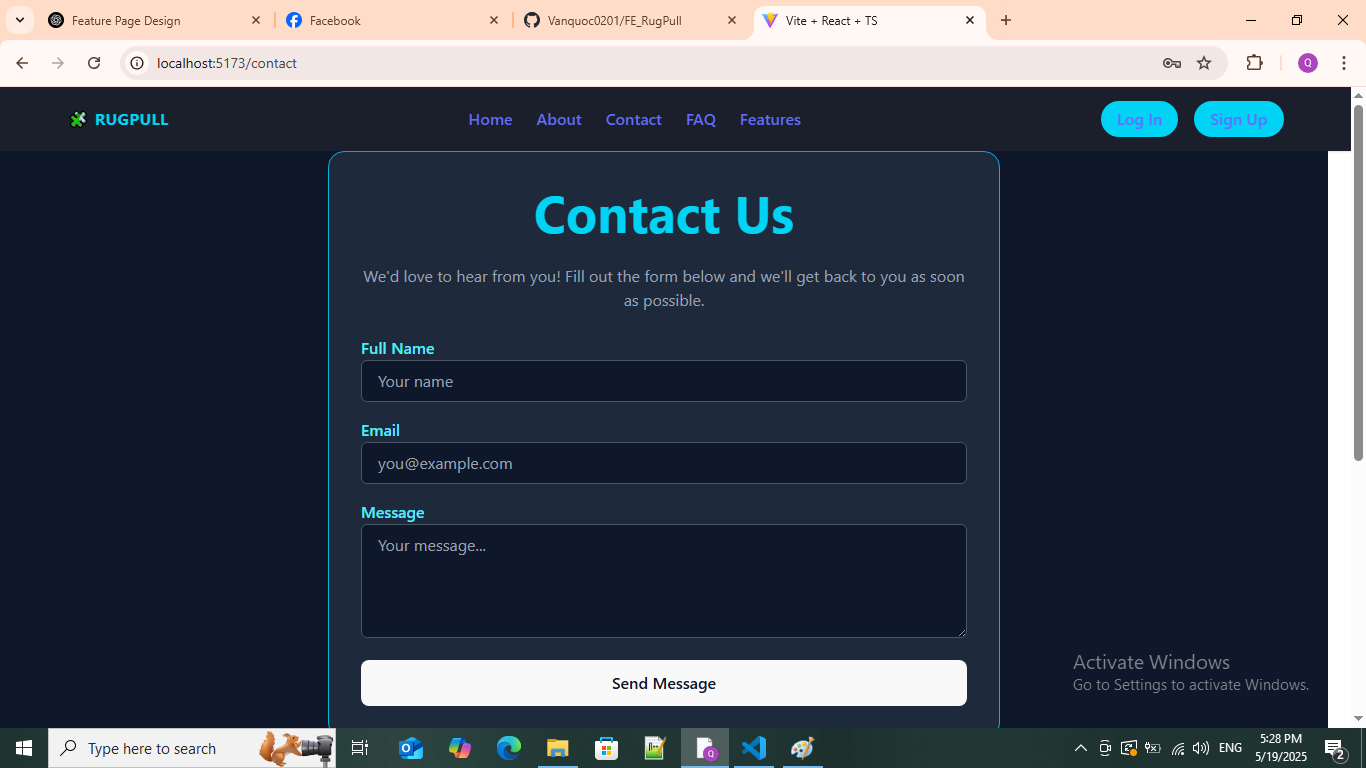 Feature Page Design
Facebook
Vanquoc0201/FE_RugPull
Vite + React + TS
localhost:5173/contact
Q
RUGPULL
Home
About
Contact
FAQ
Features
Log In
Sign Up
Contact Us
We'd love to hear from you! Fill out the form below and we'll get back to you as soon
as possible.
Full Name
Your name
Email
you@example.com
Message
Your message...
Send Message
Activate Windows
Go to Settings to activate Windows.
Type here to search
ENG
5:28 PM
5/19/2025
2